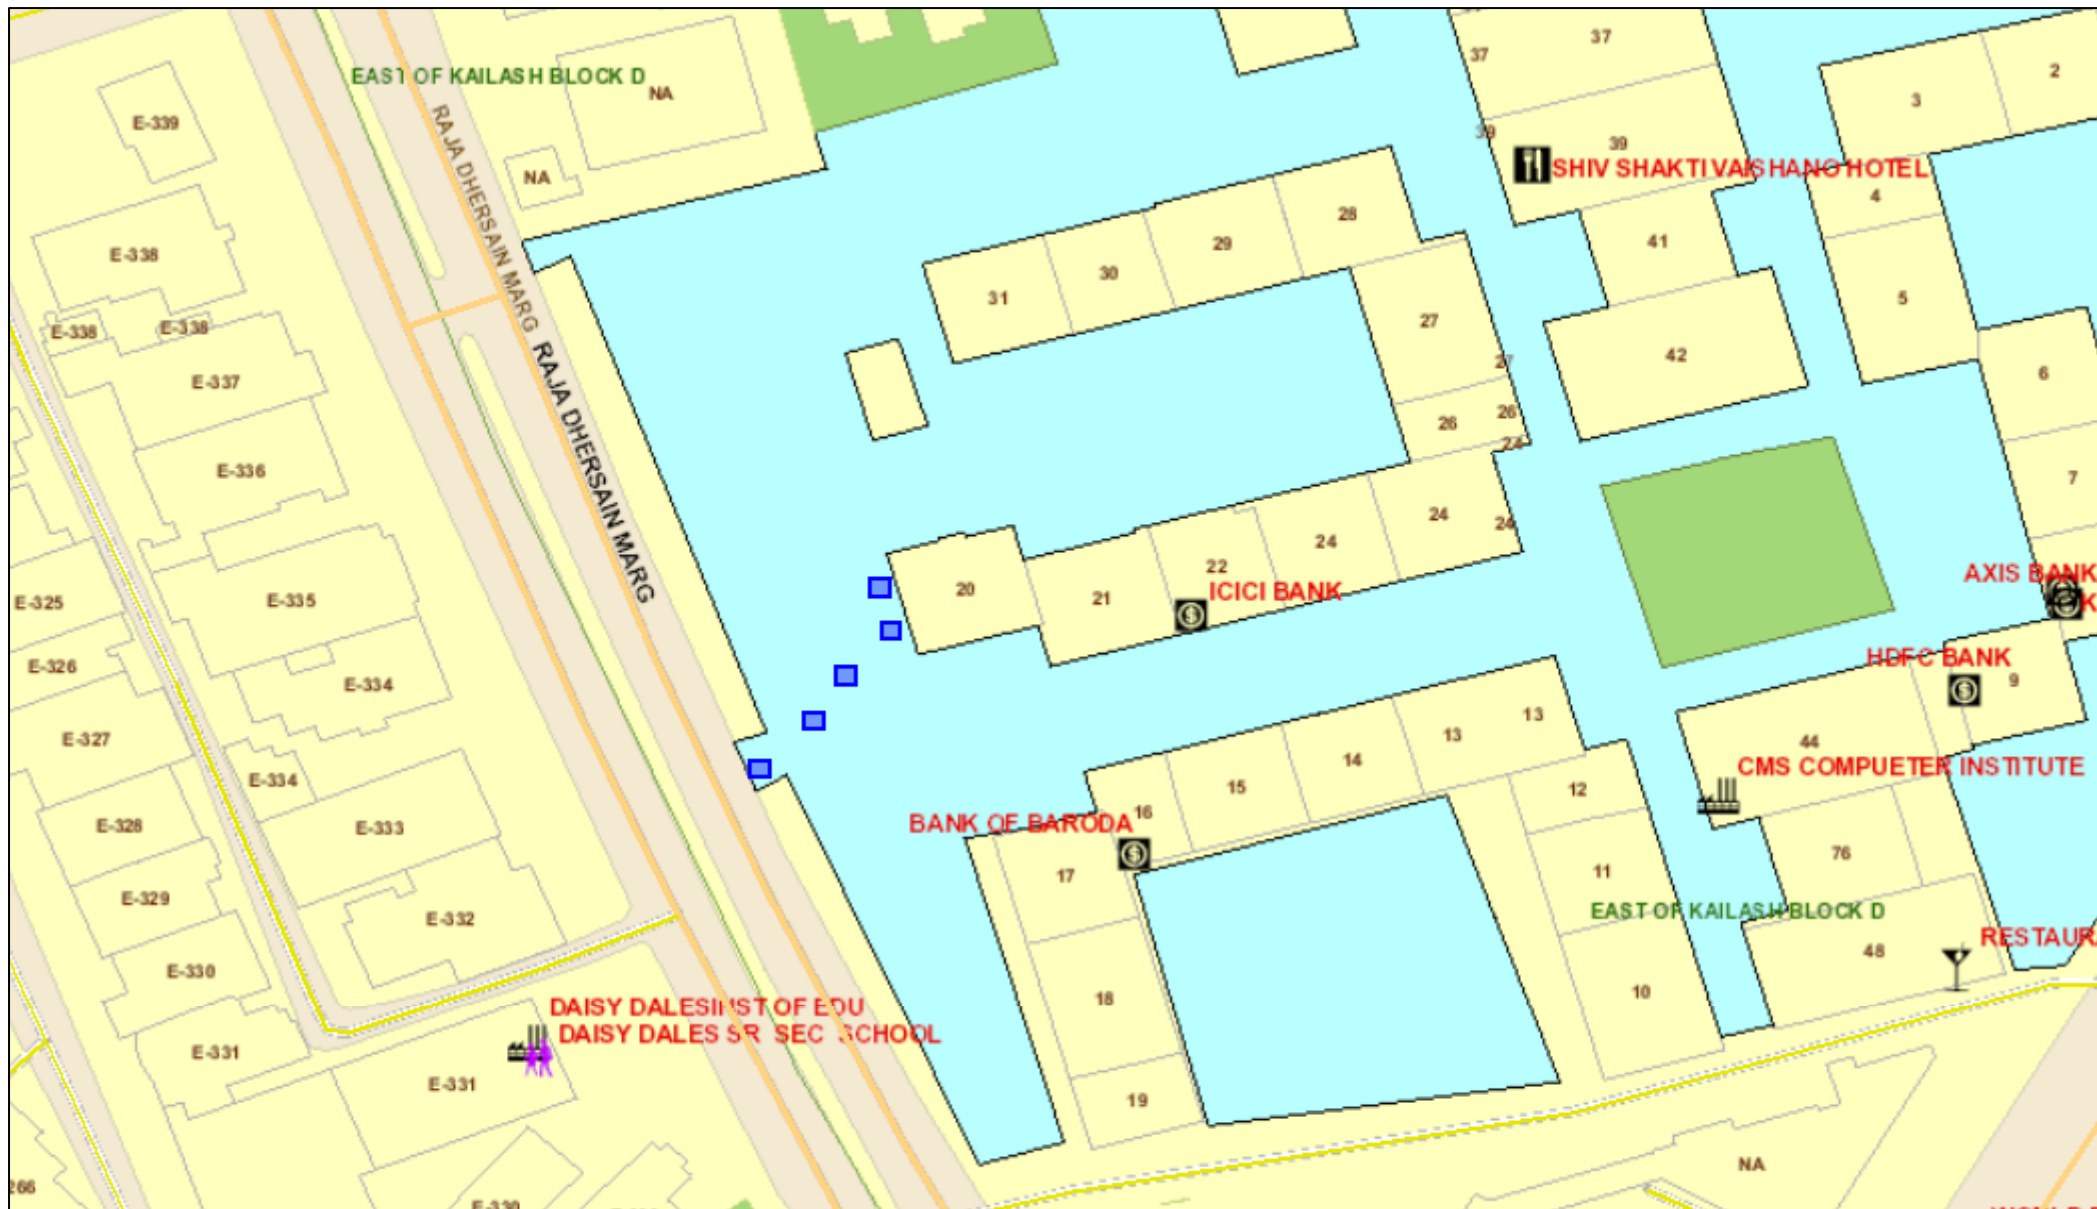 37
37
2
EAST OF KAILASH BLOCK D
NA
3
E-339
39
39
SHIV SHAKTI VAISHANO HOTEL
NA
RAJA DHERSAIN MARG
4
28
29
41
E-338
30
31
5
27
E-338
E-338
42
27
6
E-337
RAJA DHERSAIN MARG
26
26
24
E-336
7
24
24
24
22
AXIS BANK
ICICI BANK
20
21
E-325
E-335
E-326
HDFC BANK
9
E-334
13
13
E-327
44
14
CMS COMPUETER INSTITUTE
E-334
15
12
16
BANK OF BARODA
E-328
E-333
76
17
11
E-329
EAST OF KAILASH BLOCK D
E-332
RESTAUR
48
E-330
10
18
DAISY DALESINST OF EDU
DAISY DALES SR SEC SCHOOL
E-331
E-331
19
NA
266
E-330